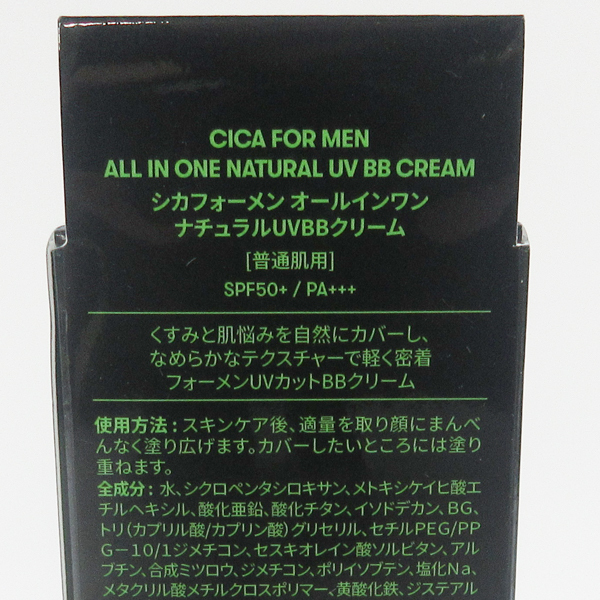 CICA FOR MEN
ALL IN ONE NATURAL UV BB CREAM
シカフォーメン オールインワン
ナチュラルUVBBクリーム
[普通肌用]
SPF50+ / PA+++
くすみと肌悩みを自然にカバーし、
なめらかなテクスチャーで軽く密着
フォーメンUVカットBBクリーム
使用方法 : スキンケア後、適量を取り顔にまんべ
んなく塗り広げます。カバーしたいところには塗り
重ねます。
全成分 : 水、シクロペンタシロキサン、メトキシケイヒ酸エ
チルヘキシル、酸化亜鉛、酸化チタン、イソドデカン、BG、
トリ(カプリル酸/カプリン酸)グリセリル、セチルPEG/PP
G－10/1ジメチコン、セスキオレイン酸ソルビタン、アル
ブチン、合成ミツロウ、ジメチコン、ポリイソブテン、塩化Na、
メタクリル酸メチルクロスポリマー、黄酸化鉄、ジステアル